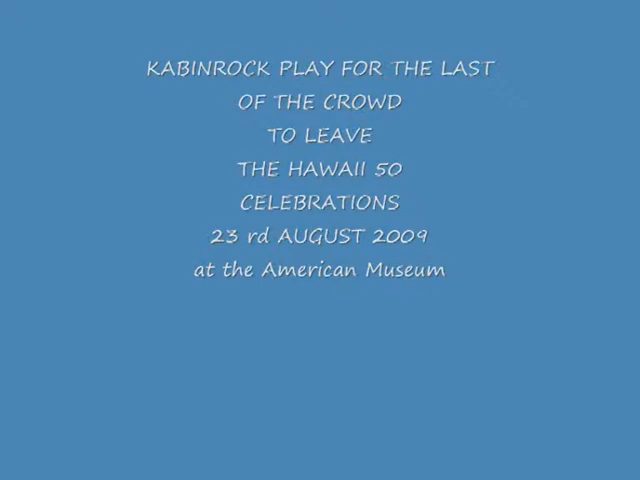 KABINROCK PLAY FOR THE LAST
OF THE CROWD
TO LEAVE
THE HAWAII 50
CELEBRATIONS
23 rd AUGUST 2009
at the American Museum